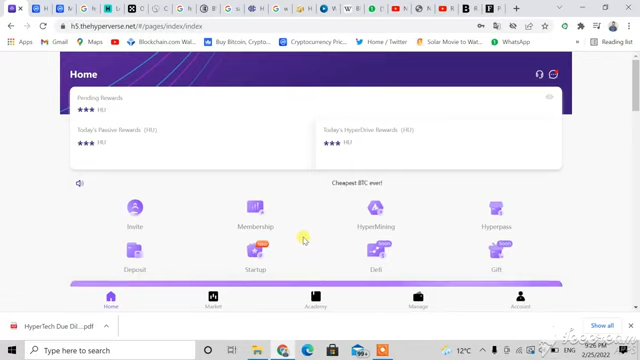 h5.thehyperverse.net/#/pages/index/index
Apps
Gmail
Maps
YouTube
Blockchain.com Wal...
Buy Bitcoin, Crypto...
Cryptocurrency Pric...
Home / Twitter
Solar Movie to Wat...
WhatsApp
Reading list
Home
Pending Rewards
*** HU
Today's Passive Rewards (HU)
*** HU
Today's HyperDrive Rewards (HU)
*** HU
Cheapest BTC ever!
Invite
Membership
HyperMining
Hyperpass
Deposit
Startup
Defi
Gift
Home
Market
Academy
Manage
Account
HyperTech Due Dil....pdf
Show all
Type here to search
99+
12°C
ENG
9:26 PM
2/25/2022